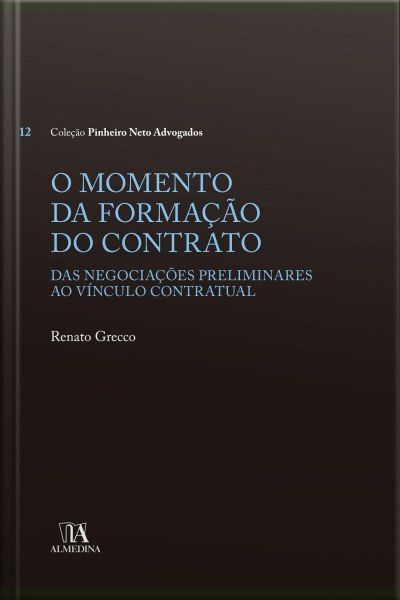 12 Coleção Pinheiro Neto Advogados
O MOMENTO
DA FORMAÇÃO
DO CONTRATO
DAS NEGOCIAÇÕES PRELIMINARES
AO VÍNCULO CONTRATUAL
Renato Grecco
ALMEDINA